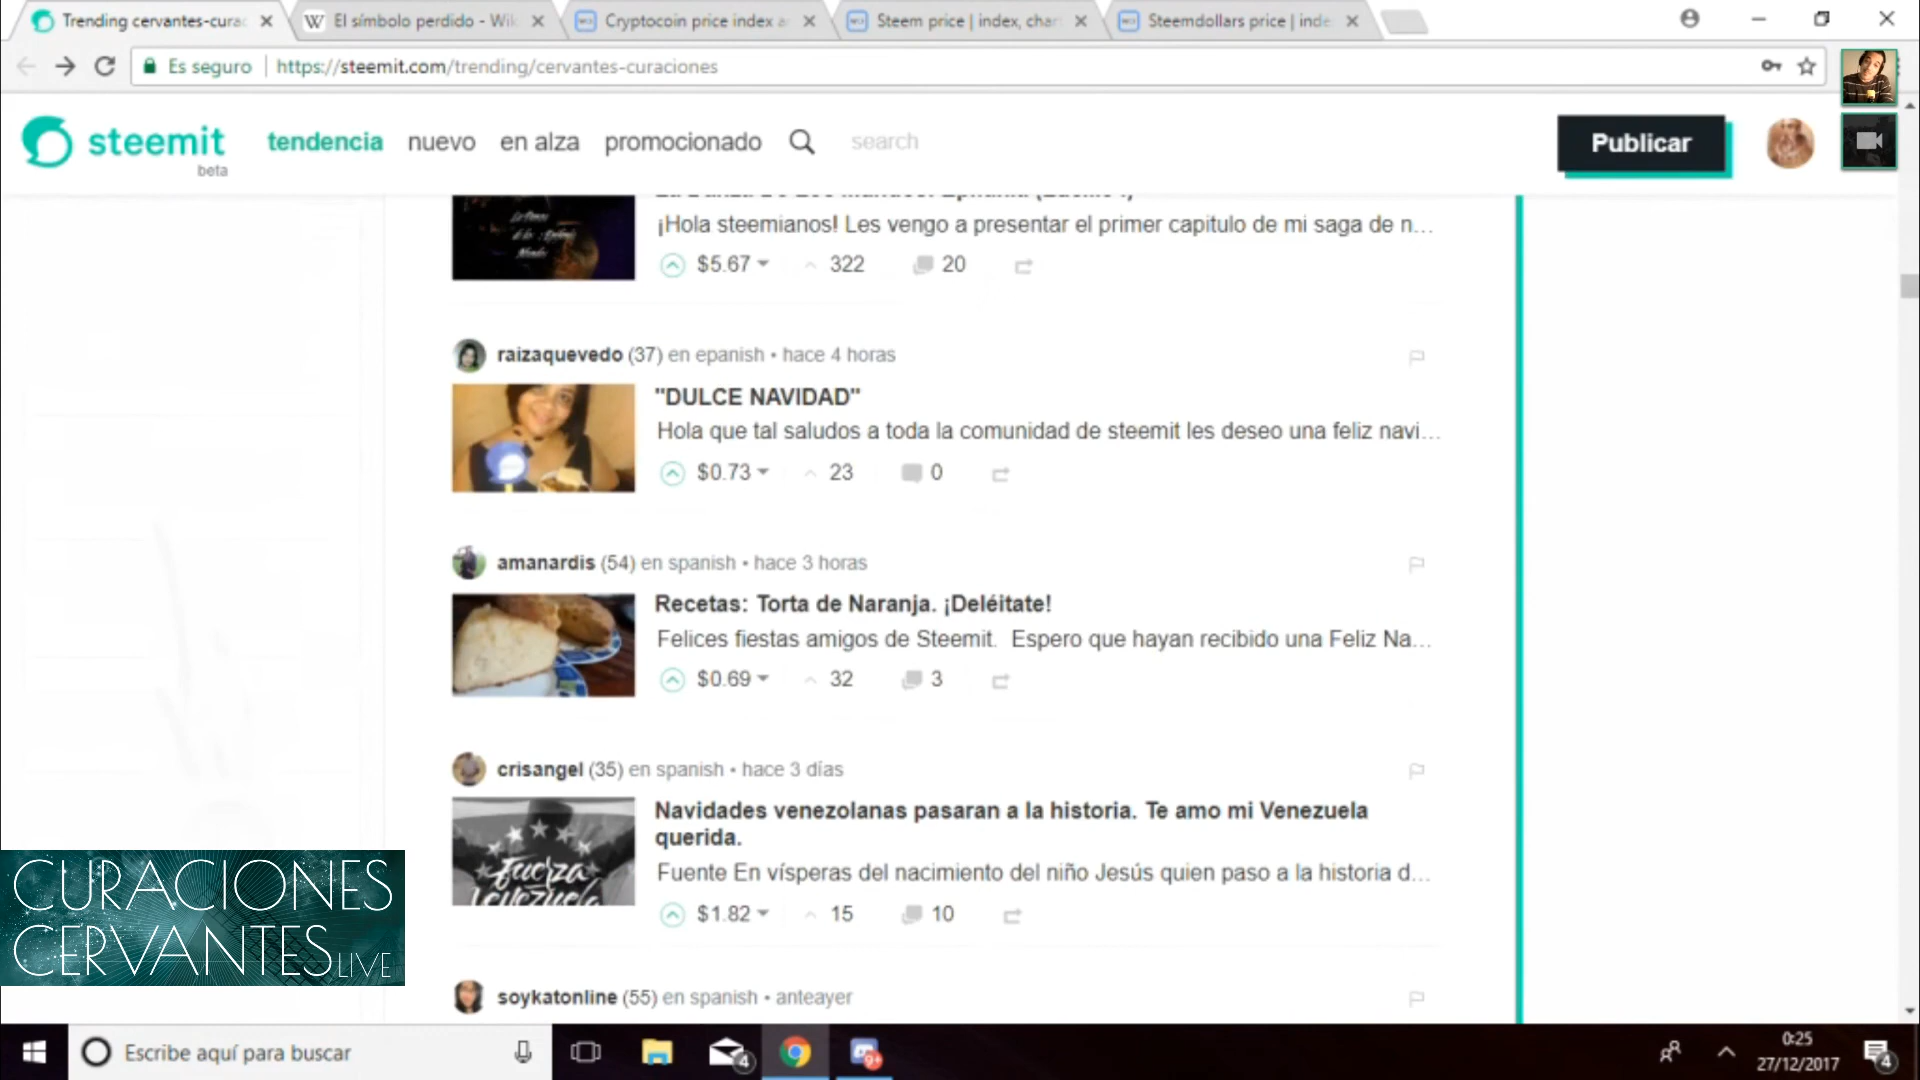 Trending cervantes-curac
El símbolo perdido - Wik
Cryptocoin price index a
Steem price | index, char
Steemdollars price | inde
Es seguro
https://steemit.com/trending/cervantes-curaciones
steemit
beta
tendencia
nuevo
en alza
promocionado
search
Publicar
¡Hola steemianos! Les vengo a presentar el primer capitulo de mi saga de n...
$5.67
322
20
raizaquevedo (37) en epanish • hace 4 horas
"DULCE NAVIDAD"
Hola que tal saludos a toda la comunidad de steemit les deseo una feliz navi...
$0.73
23
0
amanardis (54) en spanish • hace 3 horas
Recetas: Torta de Naranja. ¡Deléitate!
Felices fiestas amigos de Steemit. Espero que hayan recibido una Feliz Na...
$0.69
32
3
crisangel (35) en spanish • hace 3 días
Navidades venezolanas pasaran a la historia. Te amo mi Venezuela
querida.
Fuerza
Venezuela
Fuente En vísperas del nacimiento del niño Jesús quien paso a la historia d...
$1.82
15
10
CURACIONES
CERVANTES LIVE
soykatonline (55) en spanish • anteayer
Escribe aquí para buscar
4
9+
0:25
27/12/2017
4